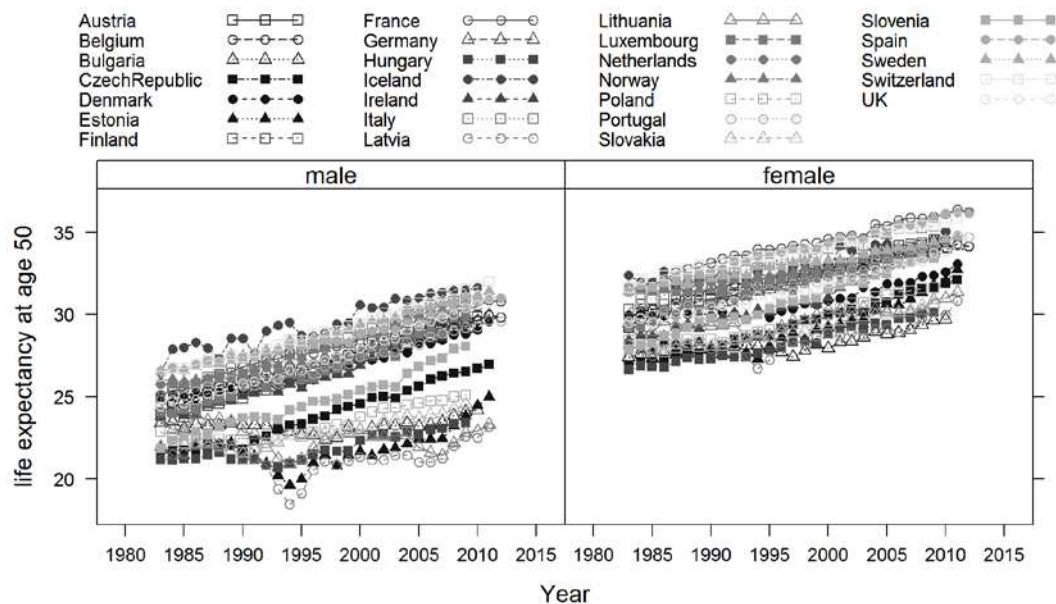 Austria France Lithuania Slovenia
Belgium Germany Luxembourg Spain
Bulgaria Hungary Netherlands Sweden
CzechRepublic Iceland Norway Switzerland
Denmark Ireland Poland UK
Estonia Italy Portugal
Finland Latvia Slovakia
male female
life expectancy at age 50
35
30
25
20
1980 1985 1990 1995 2000 2005 2010 2015 1980 1985 1990 1995 2000 2005 2010 2015
Year